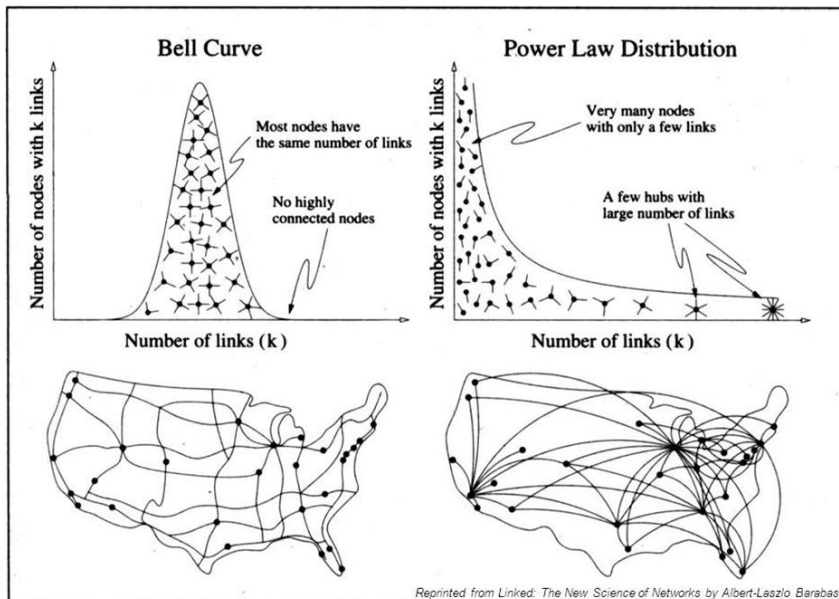 Bell Curve
Number of nodes with k links
Most nodes have
the same number of links
No highly
connected nodes
Number of links (k)
Power Law Distribution
Number of nodes with k links
Very many nodes
with only a few links
A few hubs with
large number of links
Number of links (k)
Reprinted from Linked: The New Science of Networks by Albert-Laszlo Barabas